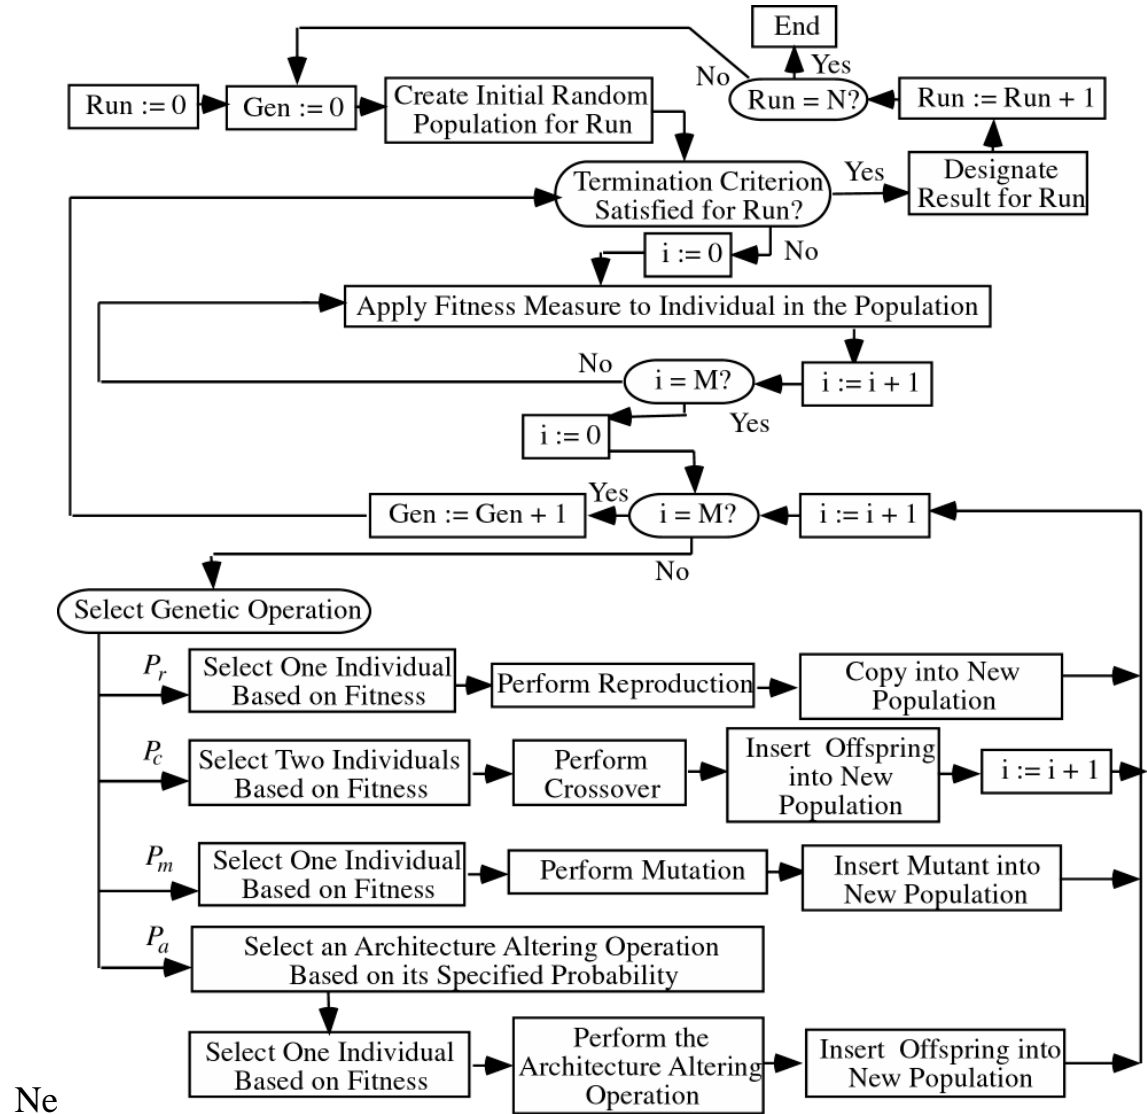 End
No
Yes
Run := 0
Gen := 0
Create Initial Random
Population for Run
Run = N?
Run := Run + 1
Termination Criterion
Satisfied for Run?
Yes
Designate
Result for Run
i := 0
No
Apply Fitness Measure to Individual in the Population
No
i = M?
i := i + 1
Yes
i := 0
Gen := Gen + 1
Yes
i = M?
i := i + 1
No
Select Genetic Operation
Pr
Select One Individual
Based on Fitness
Perform Reproduction
Copy into New
Population
Pc
Select Two Individuals
Based on Fitness
Perform
Crossover
Insert Offspring
into New
Population
i := i + 1
Pm
Select One Individual
Based on Fitness
Perform Mutation
Insert Mutant into
New Population
Pa
Select an Architecture Altering Operation
Based on its Specified Probability
Select One Individual
Based on Fitness
Perform the
Architecture Altering
Operation
Insert Offspring into
New Population
Ne